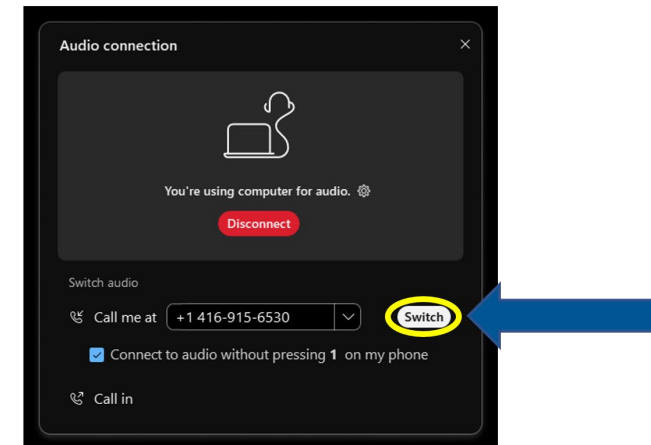 Audio connection
You're using computer for audio.
Disconnect
Switch audio
Call me at +1 416-915-6530 Switch
Connect to audio without pressing 1 on my phone
Call in